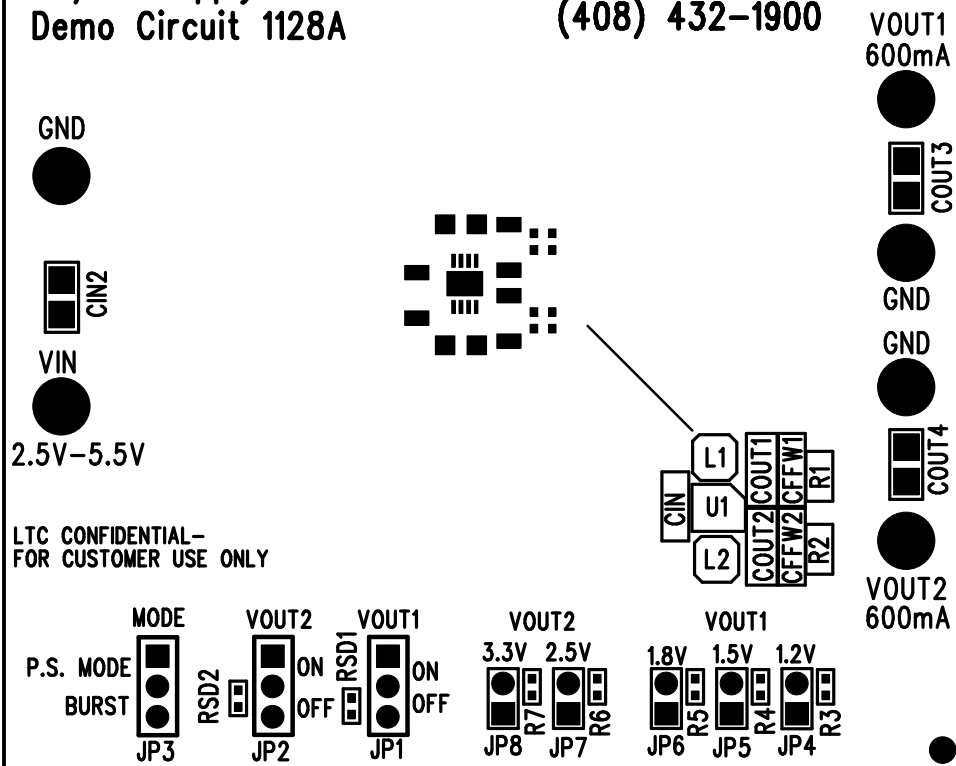 Demo Circuit 1128A
(408) 432-1900
VOUT1
600mA
GND
COUT3
CIN2
GND
GND
VIN
2.5V-5.5V
COUT4
L1
COUT1
CFFW1
R1
CIN
U1
L2
COUT2
CFFW2
R2
LTC CONFIDENTIAL-
FOR CUSTOMER USE ONLY
VOUT2
600mA
MODE
P.S. MODE
BURST
JP3
VOUT2
RSD2
ON
OFF
JP2
VOUT1
RSD1
ON
OFF
JP1
VOUT2
3.3V 2.5V
R7
R6
JP8 JP7
VOUT1
1.8V 1.5V 1.2V
R5
R4
R3
JP6 JP5 JP4